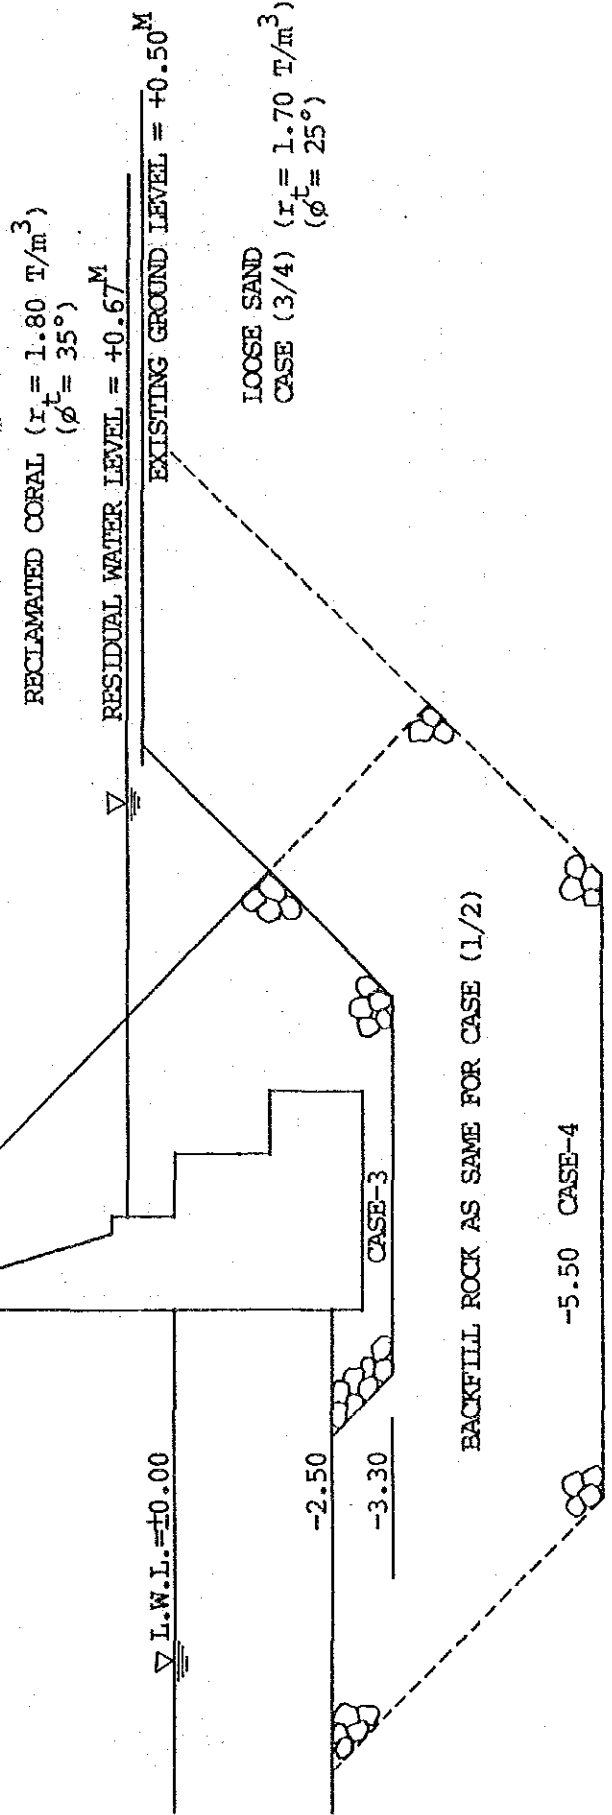 RECLAMATED CORAL (rt = 1.80 T/m3)
(ø = 35°)
RESIDUAL WATER LEVEL = +0.67M
EXISTING GROUND LEVEL = +0.50M
LOOSE SAND
CASE (3/4) (rt = 1.70 T/m3)
(ø = 25°)
L.W.L.=±0.00
-2.50
-3.30
CASE-3
BACKFILL ROCK AS SAME FOR CASE (1/2)
-5.50 CASE-4